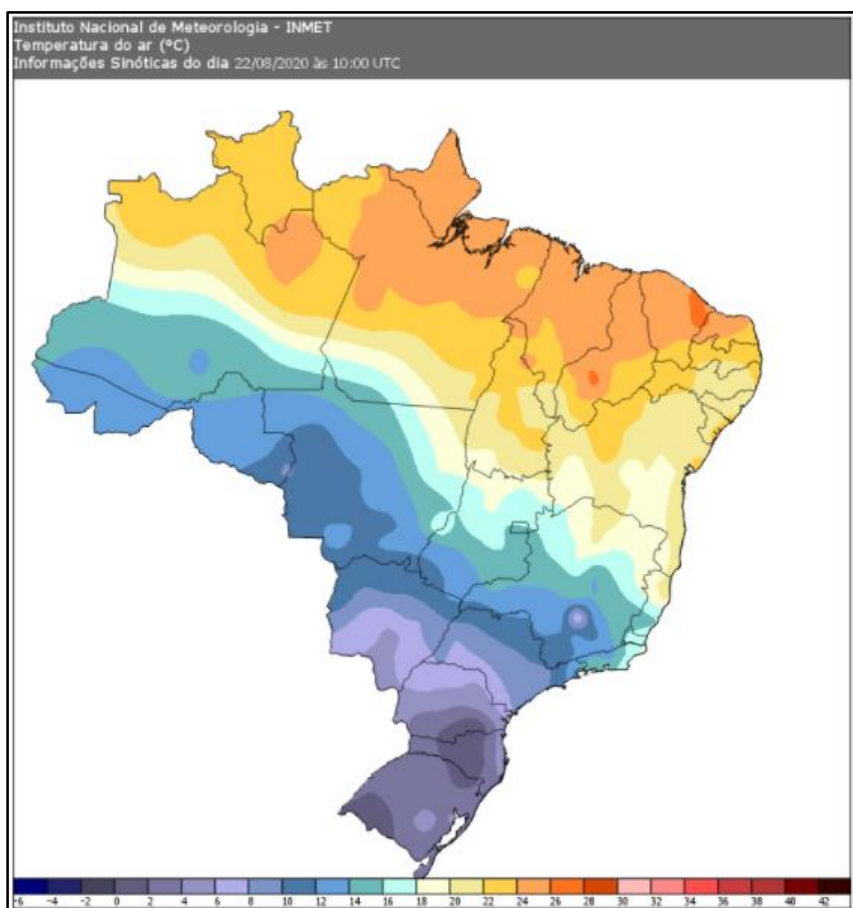 Instituto Nacional de Meteorologia - INMET
Temperatura do ar (ºC)
Informações Sinóticas do dia 22/08/2020 às 10:00 UTC
-6 -4 -2 0 2 4 6 8 10 12 14 16 18 20 22 24 26 28 30 32 34 36 38 40 42